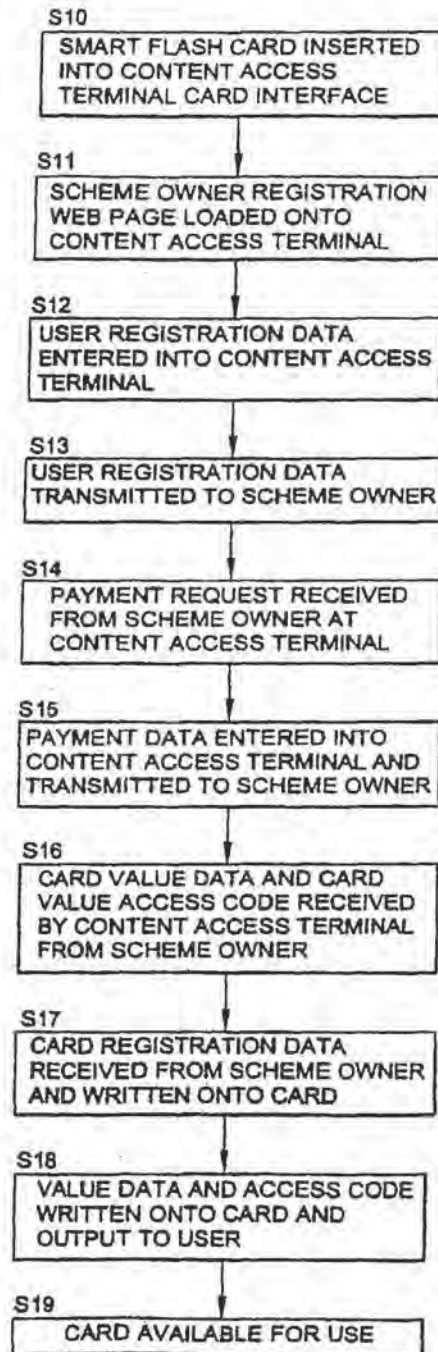 S10
SMART FLASH CARD INSERTED
INTO CONTENT ACCESS
TERMINAL CARD INTERFACE
S11
SCHEME OWNER REGISTRATION
WEB PAGE LOADED ONTO
CONTENT ACCESS TERMINAL
S12
USER REGISTRATION DATA
ENTERED INTO CONTENT ACCESS
TERMINAL
S13
USER REGISTRATION DATA
TRANSMITTED TO SCHEME OWNER
S14
PAYMENT REQUEST RECEIVED
FROM SCHEME OWNER AT
CONTENT ACCESS TERMINAL
S15
PAYMENT DATA ENTERED INTO
CONTENT ACCESS TERMINAL AND
TRANSMITTED TO SCHEME OWNER
S16
CARD VALUE DATA AND CARD
VALUE ACCESS CODE RECEIVED
BY CONTENT ACCESS TERMINAL
FROM SCHEME OWNER
S17
CARD REGISTRATION DATA
RECEIVED FROM SCHEME OWNER
AND WRITTEN ONTO CARD
S18
VALUE DATA AND ACCESS CODE
WRITTEN ONTO CARD AND
OUTPUT TO USER
S19
CARD AVAILABLE FOR USE